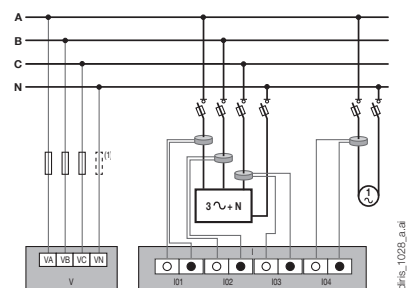 A
B
C
N
(1)
3 ∿ + N
1
∿
VA VB VC VN
V
I
I01 I02 I03 I04
diris_1028_a.ai